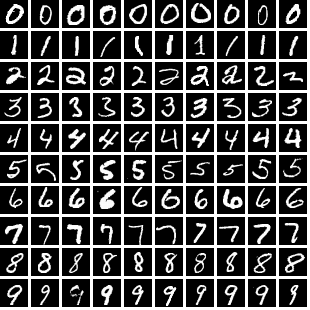 0 0 0 0 0 0 0 0 0 0
1 1 1 1 1 1 1 1 1 1
2 2 2 2 2 2 2 2 2 2
3 3 3 3 3 3 3 3 3 3
4 4 4 4 4 4 4 4 4 4
5 5 5 5 5 5 5 5 5 5
6 6 6 6 6 6 6 6 6 6
7 7 7 7 7 7 7 7 7 7
8 8 8 8 8 8 8 8 8 8
9 9 9 9 9 9 9 9 9 9